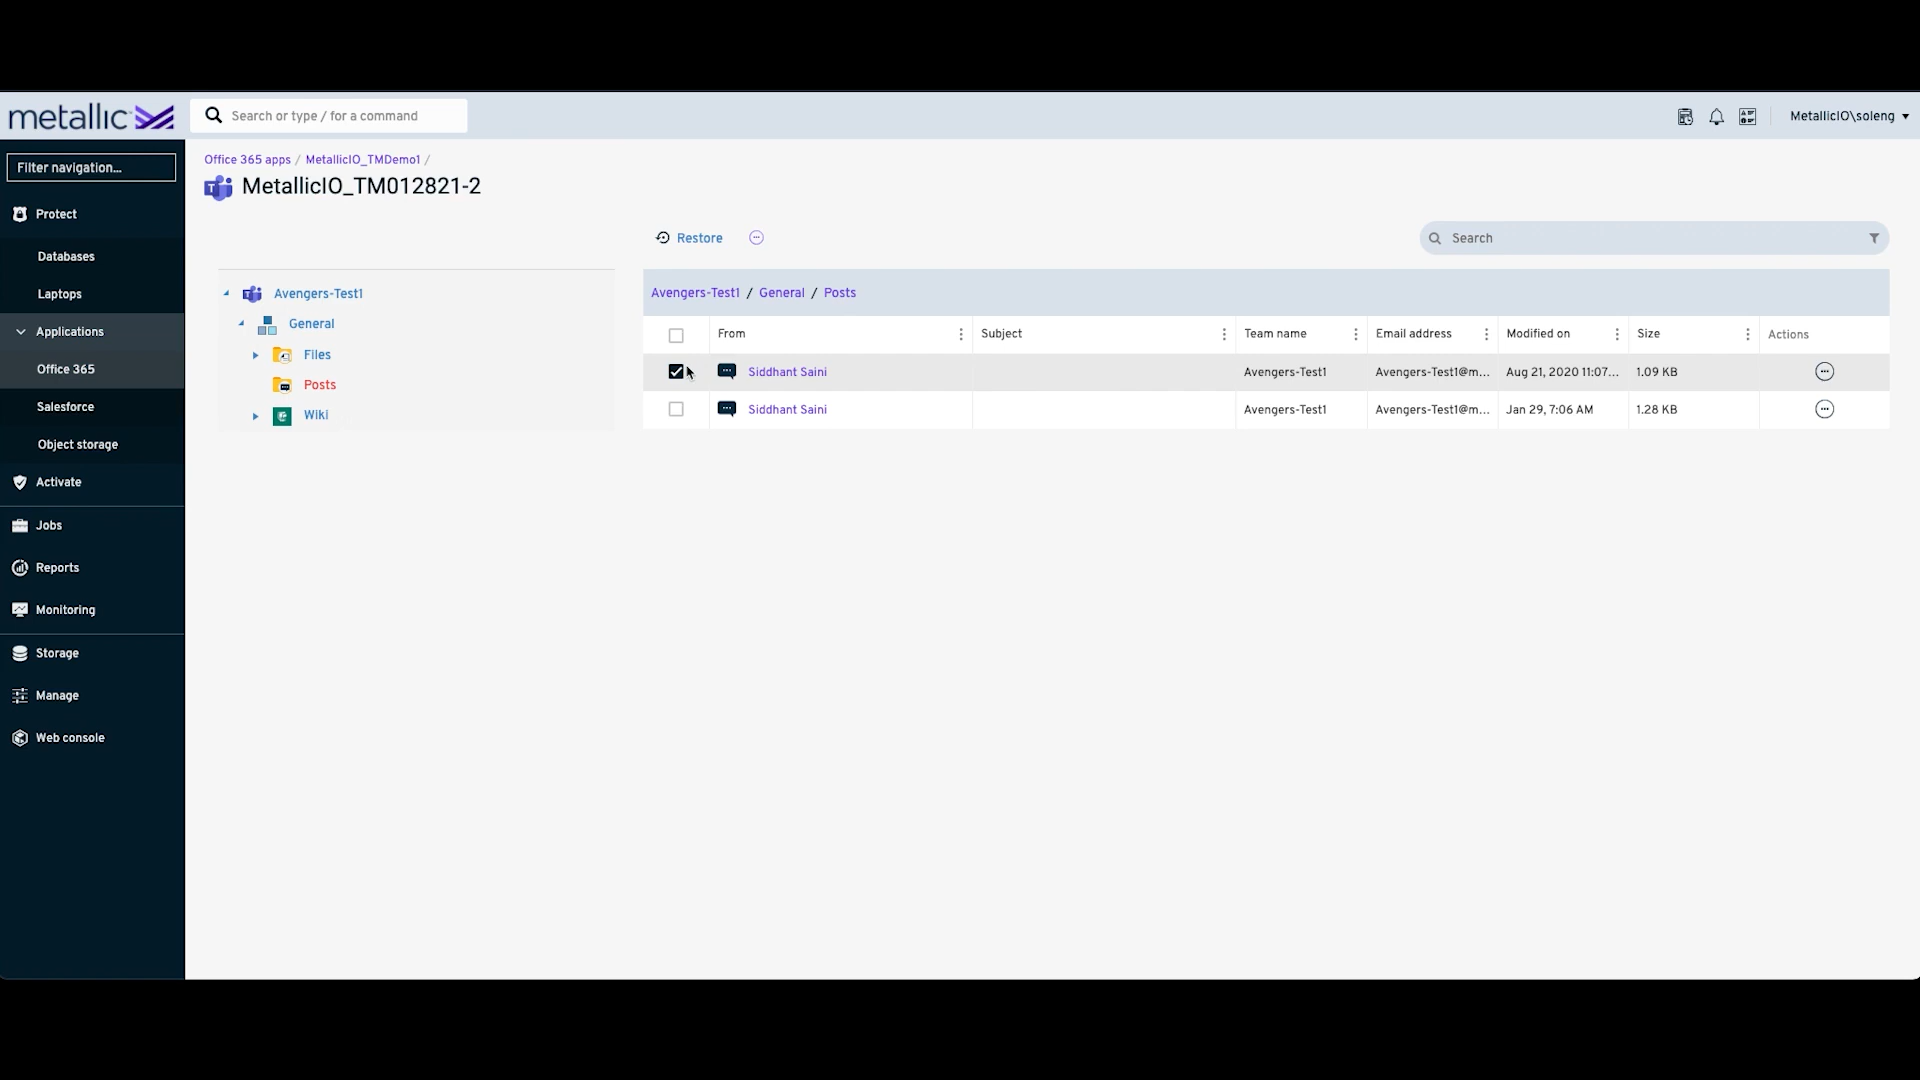 metallic
Search or type / for a command
MetallicIO\soleng
Filter navigation...
Protect
Databases
Laptops
Applications
Office 365
Salesforce
Object storage
Activate
Jobs
Reports
Monitoring
Storage
Manage
Web console
Office 365 apps / MetallicIO_TMDemo1 /
MetallicIO_TM012821-2
Restore
Search
Avengers-Test1
General
Files
Posts
Wiki
Avengers-Test1 / General / Posts
From Subject Team name Email address Modified on Size Actions
Siddhant Saini Avengers-Test1 Avengers-Test1@m... Aug 21, 2020 11:07... 1.09 KB
Siddhant Saini Avengers-Test1 Avengers-Test1@m... Jan 29, 7:06 AM 1.28 KB